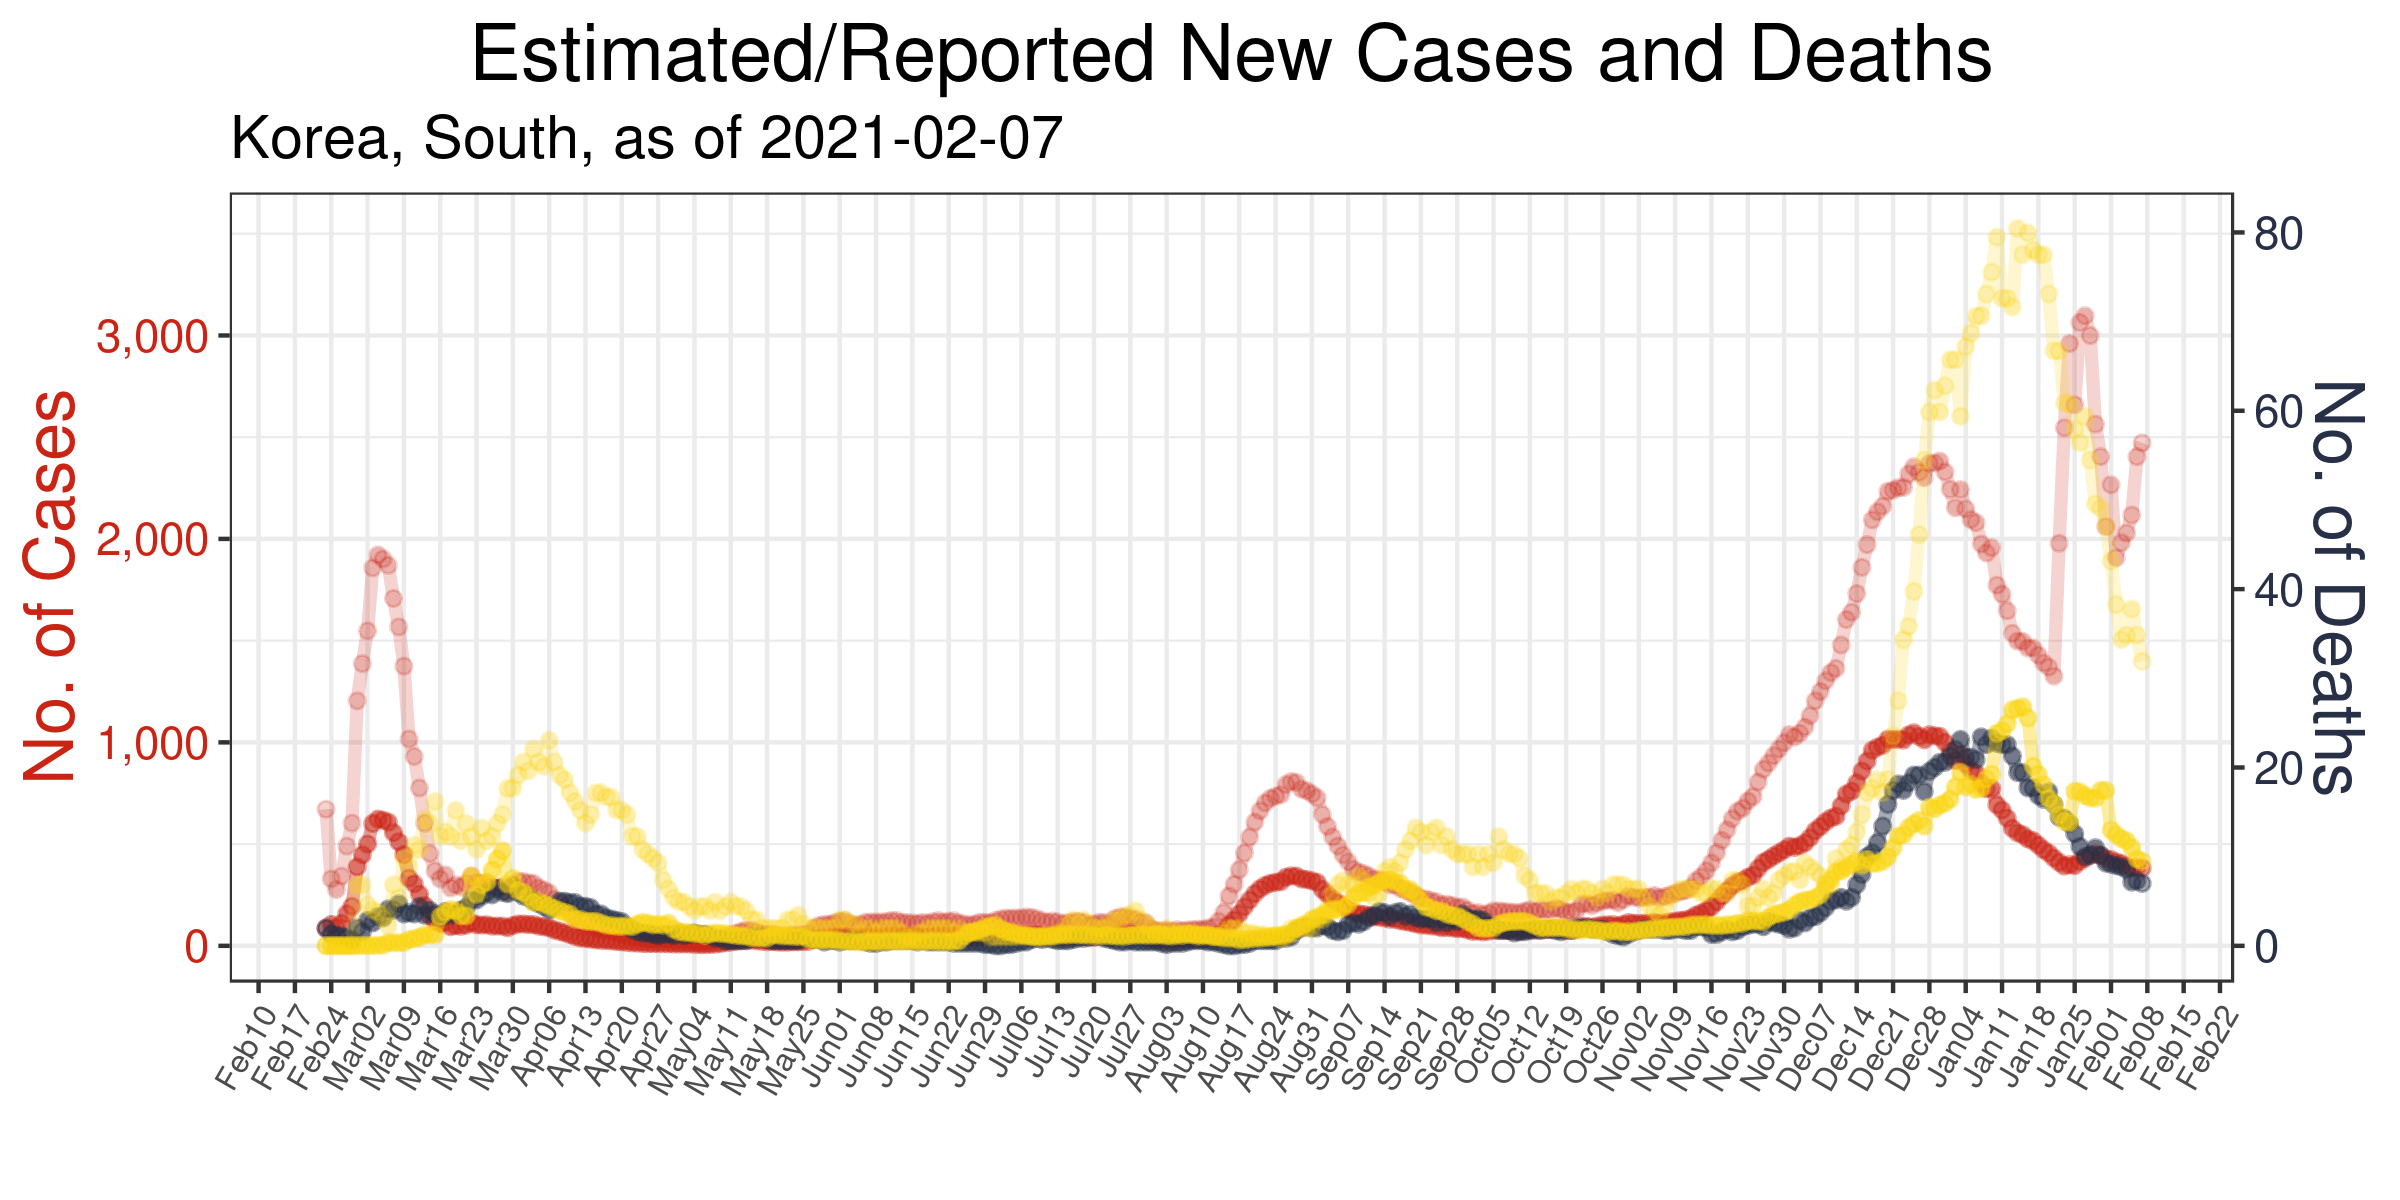 Estimated/Reported New Cases and Deaths
Korea, South, as of 2021-02-07
No. of Cases
3,000
2,000
1,000
0
80
60
40
20
0
No. of Deaths
Feb10
Feb17
Feb24
Mar02
Mar09
Mar16
Mar23
Mar30
Apr06
Apr13
Apr20
Apr27
May04
May11
May18
May25
Jun01
Jun08
Jun15
Jun22
Jun29
Jul06
Jul13
Jul20
Jul27
Aug03
Aug10
Aug17
Aug24
Aug31
Sep07
Sep14
Sep21
Sep28
Oct05
Oct12
Oct19
Oct26
Nov02
Nov09
Nov16
Nov23
Nov30
Nov07
Dec14
Dec21
Dec28
Dec04
Jan11
Jan18
Jan25
Jan01
Feb08
Feb15
Feb22